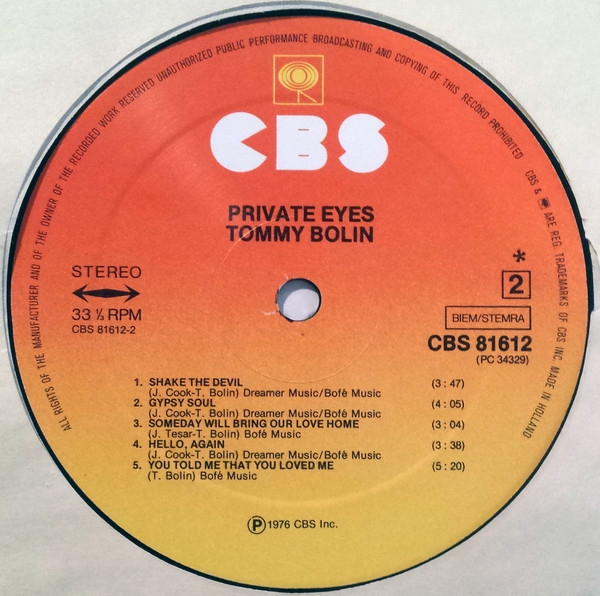 ALL RIGHTS OF THE MANUFACTURER AND OF THE OWNER OF THE RECORDED WORK RESERVED UNAUTHORIZED PUBLIC PERFORMANCE BROADCASTING AND COPYING OF THIS RECORD PROHIBITED
CBS & ARE REG. TRADEMARKS OF CBS INC. MADE IN HOLLAND
CBS
PRIVATE EYES
TOMMY BOLIN
STEREO
33 ⅓ RPM
CBS 81612-2
*
2
BIEM/STEMRA
CBS 81612
(PC 34329)
1. SHAKE THE DEVIL (3 : 47)
(J. Cook-T. Bolin) Dreamer Music/Bofé Music
2. GYPSY SOUL (4 : 05)
(J. Cook-T. Bolin) Dreamer Music/Bofé Music
3. SOMEDAY WILL BRING OUR LOVE HOME (3 : 04)
(J. Tesar-T. Bolin) Bofé Music
4. HELLO, AGAIN (3 : 38)
(J. Cook-T. Bolin) Dreamer Music/Bofé Music
5. YOU TOLD ME THAT YOU LOVED ME (5 : 20)
(T. Bolin) Bofé Music
Ⓟ 1976 CBS Inc.